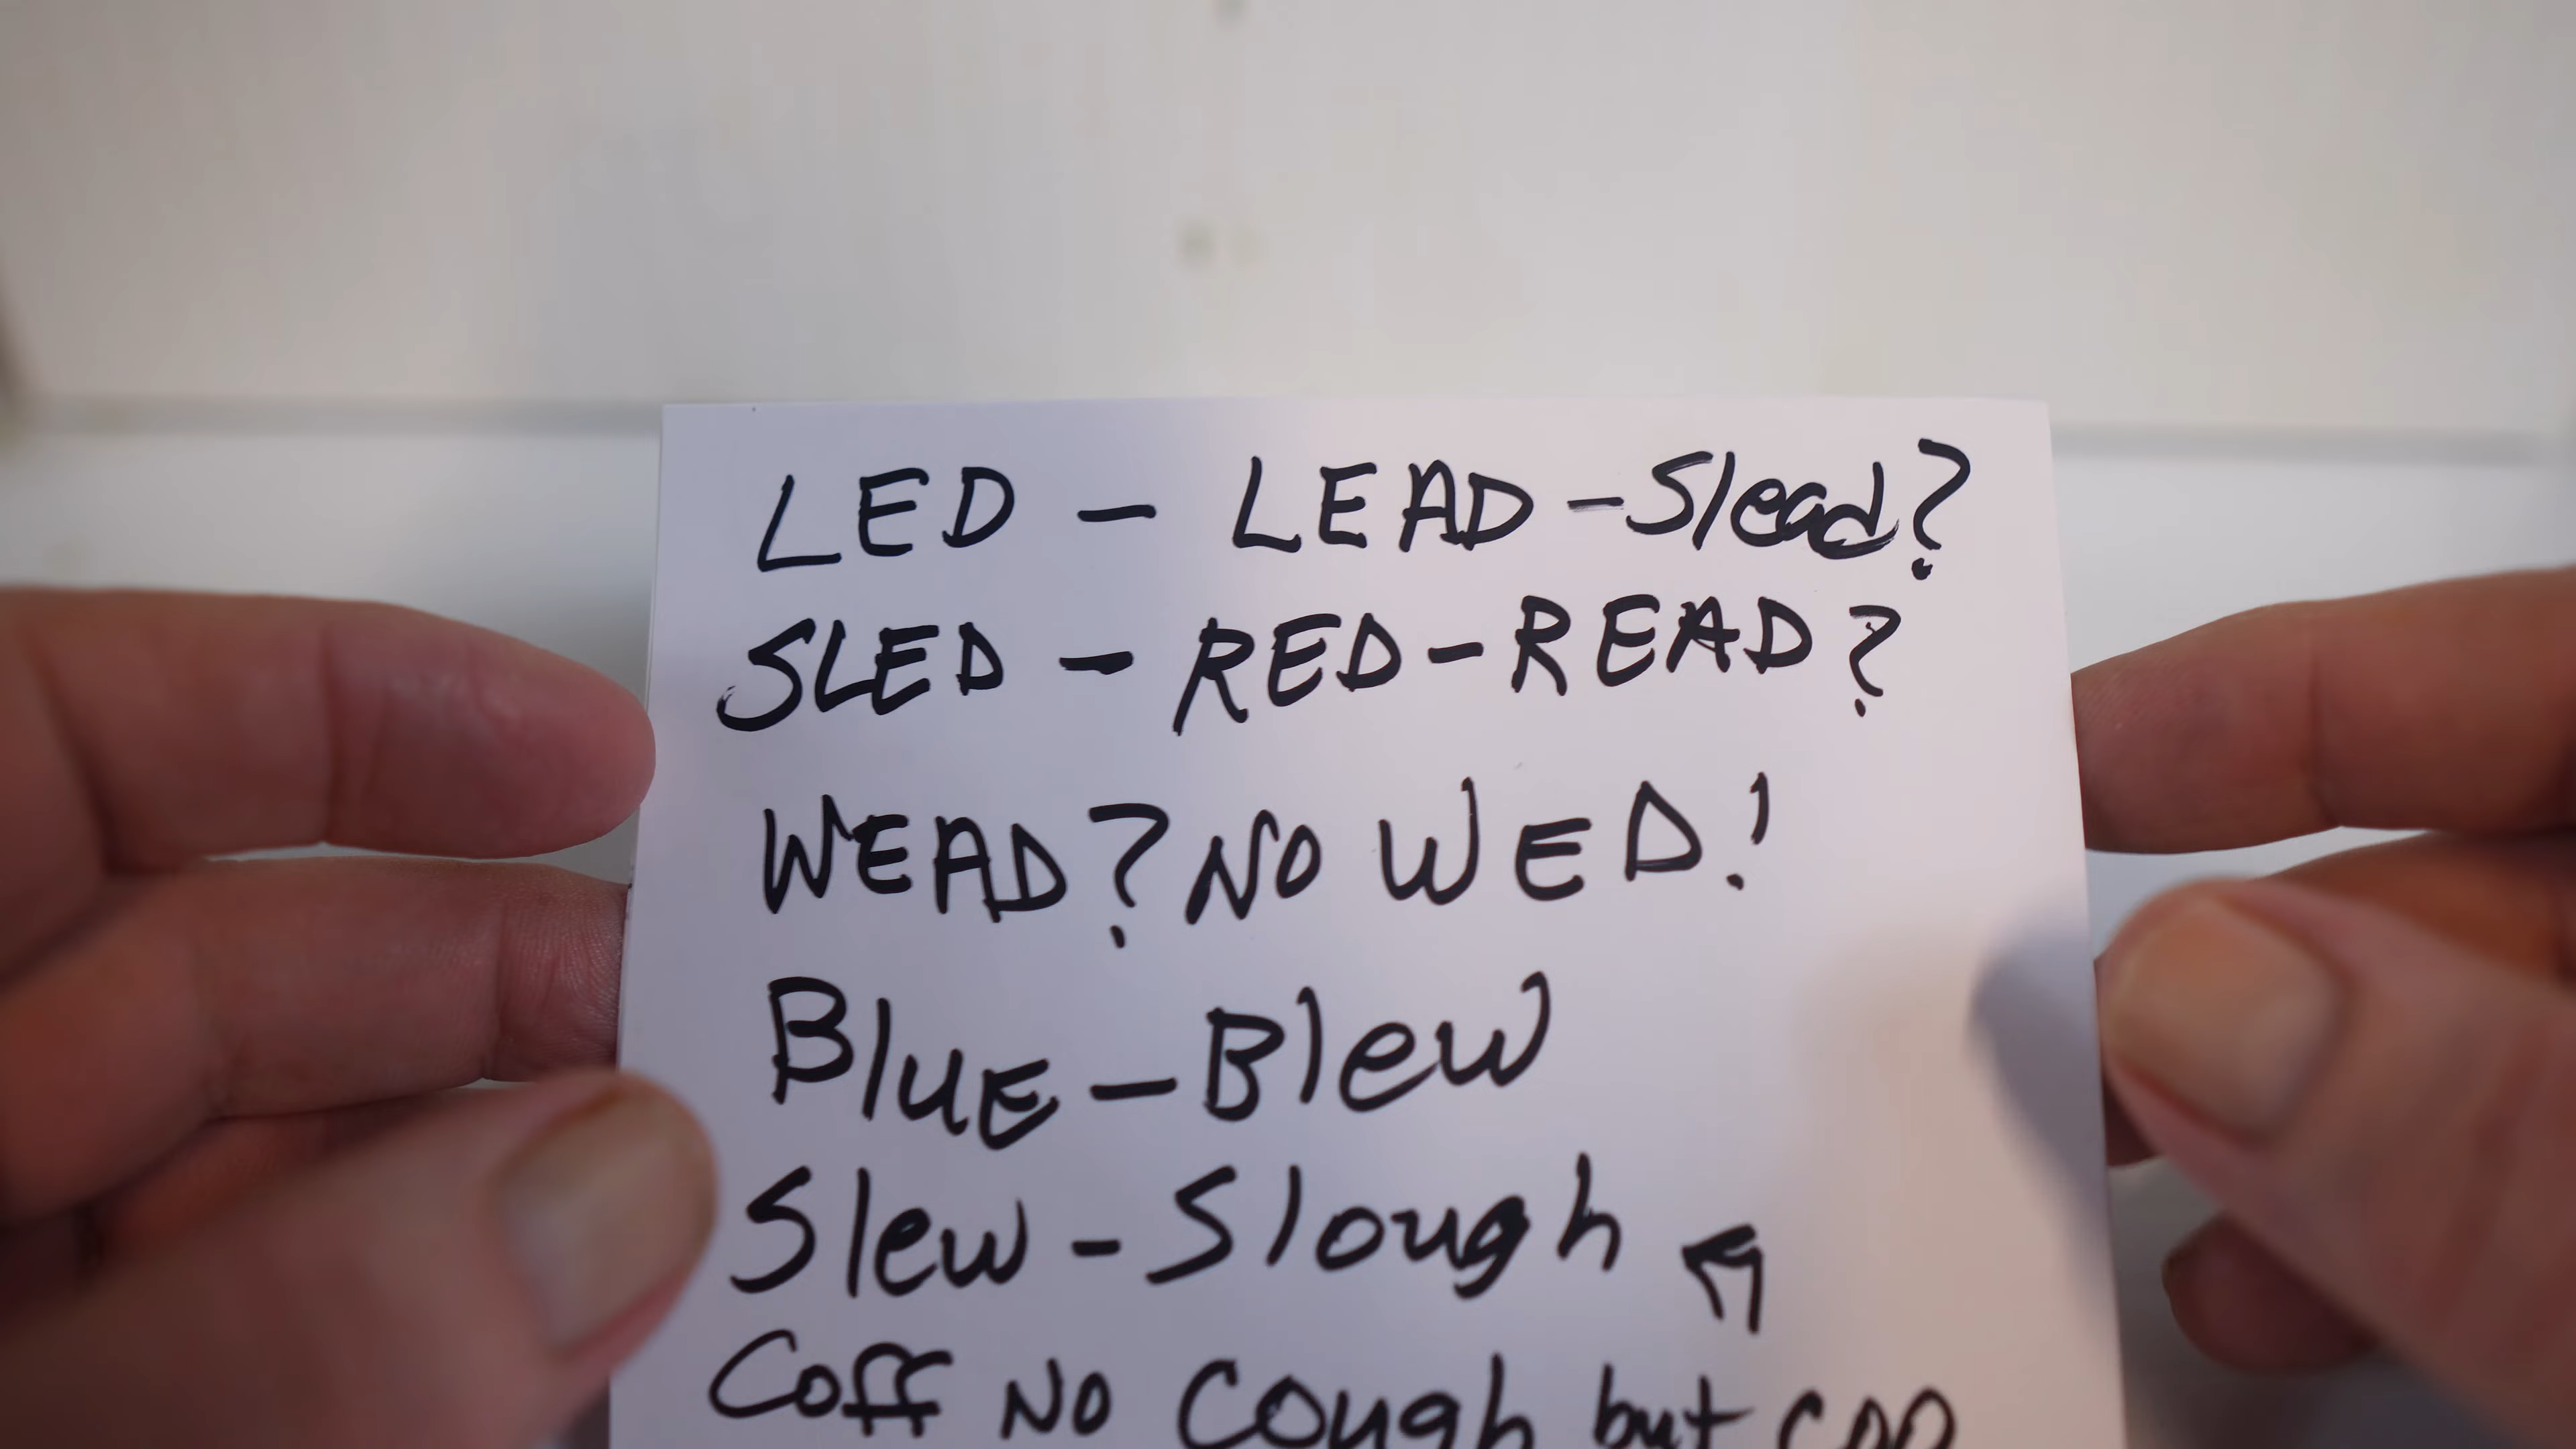 LED - LEAD - Slead?
SLED - RED - READ?
WEAD? NO WED!
BluE - Blew
Slew - Slough
Coff NO Cough but